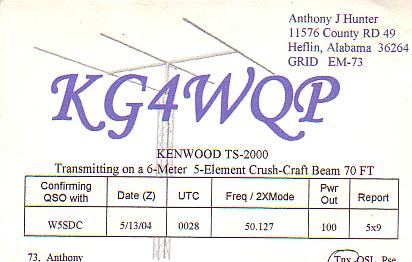 Anthony J Hunter
11576 County RD 49
Heflin, Alabama 36264
GRID EM-73
KG4WQP
KENWOOD TS-2000
Transmitting on a 6-Meter 5-Element Crush-Craft Beam 70 FT
Confirming QSO with Date (Z) UTC Freq / 2XMode Pwr Out Report
W5SDC 5/13/04 0028 50.127 100 5x9
73, Anthony Tnx QSL Pse